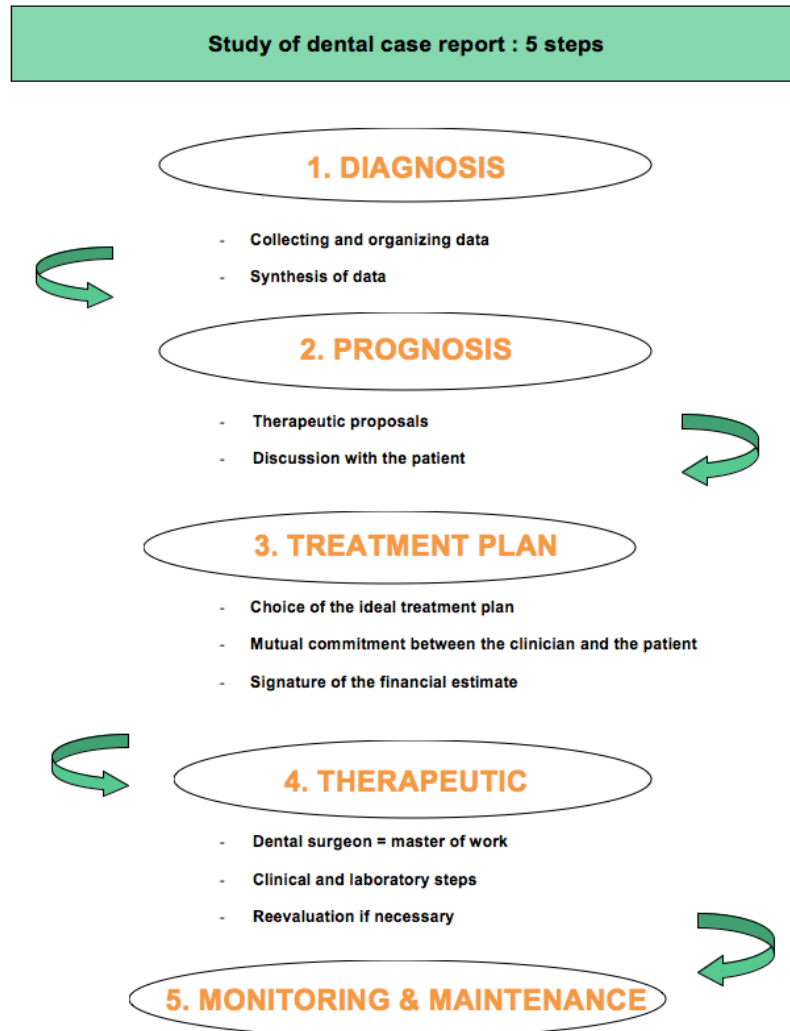 Study of dental case report : 5 steps
1. DIAGNOSIS
- Collecting and organizing data
- Synthesis of data
2. PROGNOSIS
- Therapeutic proposals
- Discussion with the patient
3. TREATMENT PLAN
- Choice of the ideal treatment plan
- Mutual commitment between the clinician and the patient
- Signature of the financial estimate
4. THERAPEUTIC
- Dental surgeon = master of work
- Clinical and laboratory steps
- Reevaluation if necessary
5. MONITORING & MAINTENANCE